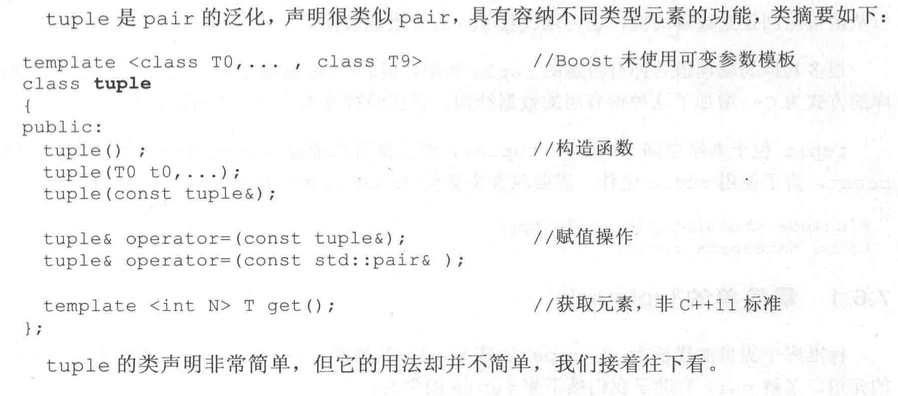 tuple 是 pair 的泛化，声明很类似 pair，具有容纳不同类型元素的功能，类摘要如下：
template <class T0,... , class T9> //Boost 未使用可变参数模板
class tuple
{
public:
tuple() ; //构造函数
tuple(T0 t0,...);
tuple(const tuple&);
tuple& operator=(const tuple&); //赋值操作
tuple& operator=(const std::pair& );
template <int N> T get(); //获取元素，非 C++11 标准
};
tuple 的类声明非常简单，但它的用法却并不简单，我们接着往下看。